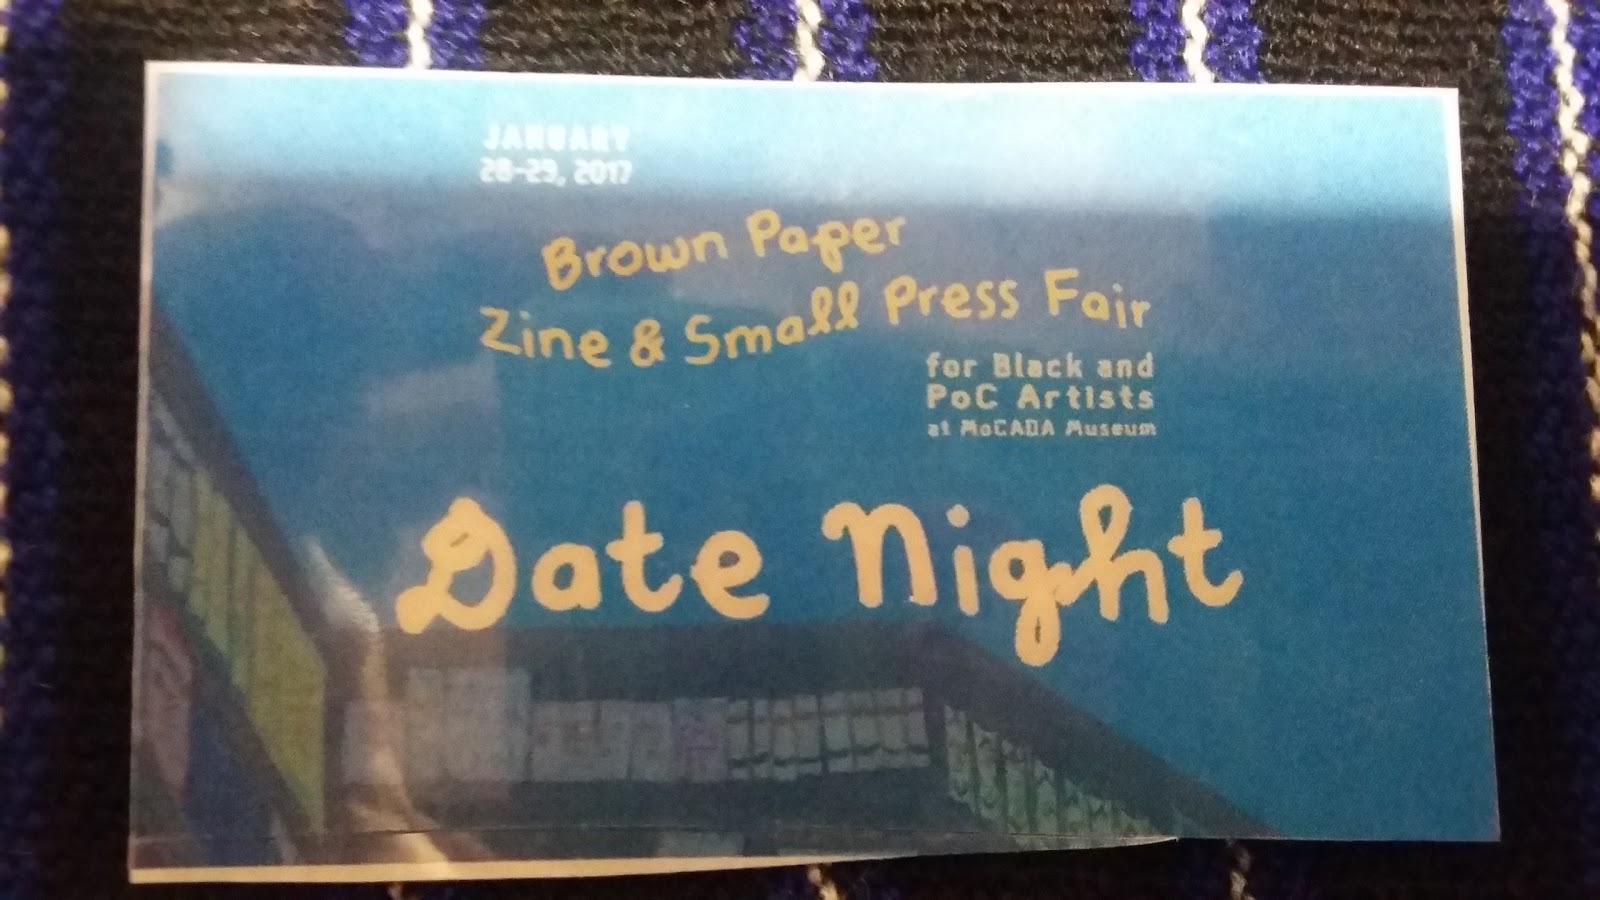 JANUARY
28-29, 2017
Brown Paper
Zine & Small Press Fair
for Black and
PoC Artists
at MoCADA Museum
Date Night